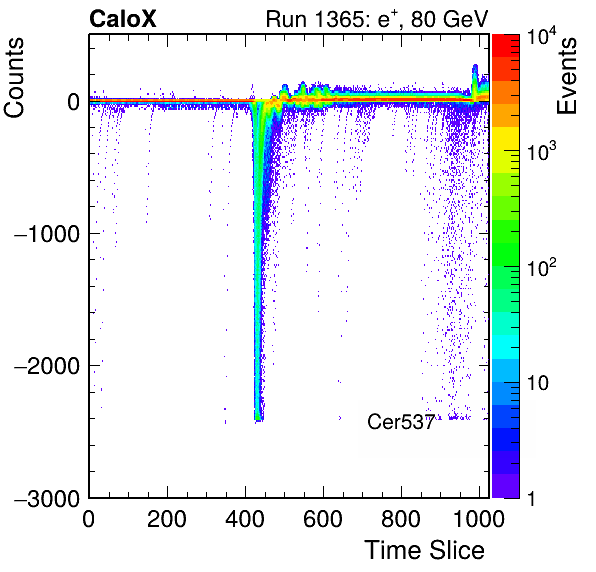 CaloX Run 1365: e⁺, 80 GeV
Counts
Events
0
−1000
−2000
−3000
10⁴
10³
10²
10
1
Cer537
0 200 400 600 800 1000
Time Slice